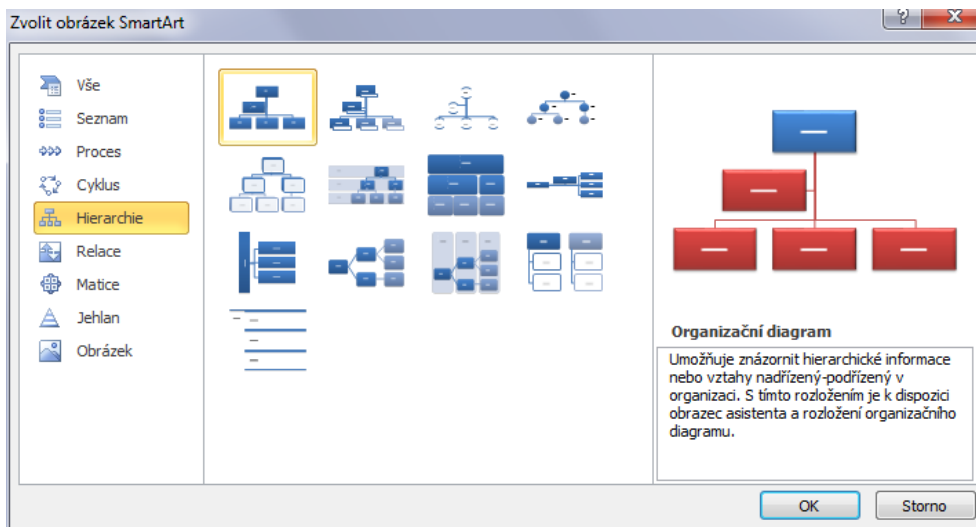 Zvolit obrázek SmartArt
?
X
Vše
Seznam
Proces
Cyklus
Hierarchie
Relace
Matice
Jehlan
Obrázek
Organizační diagram
Umožňuje znázornit hierarchické informace
nebo vztahy nadřízený-podřízený v
organizaci. S tímto rozložením je k dispozici
obrazec asistenta a rozložení organizačního
diagramu.
OK
Storno